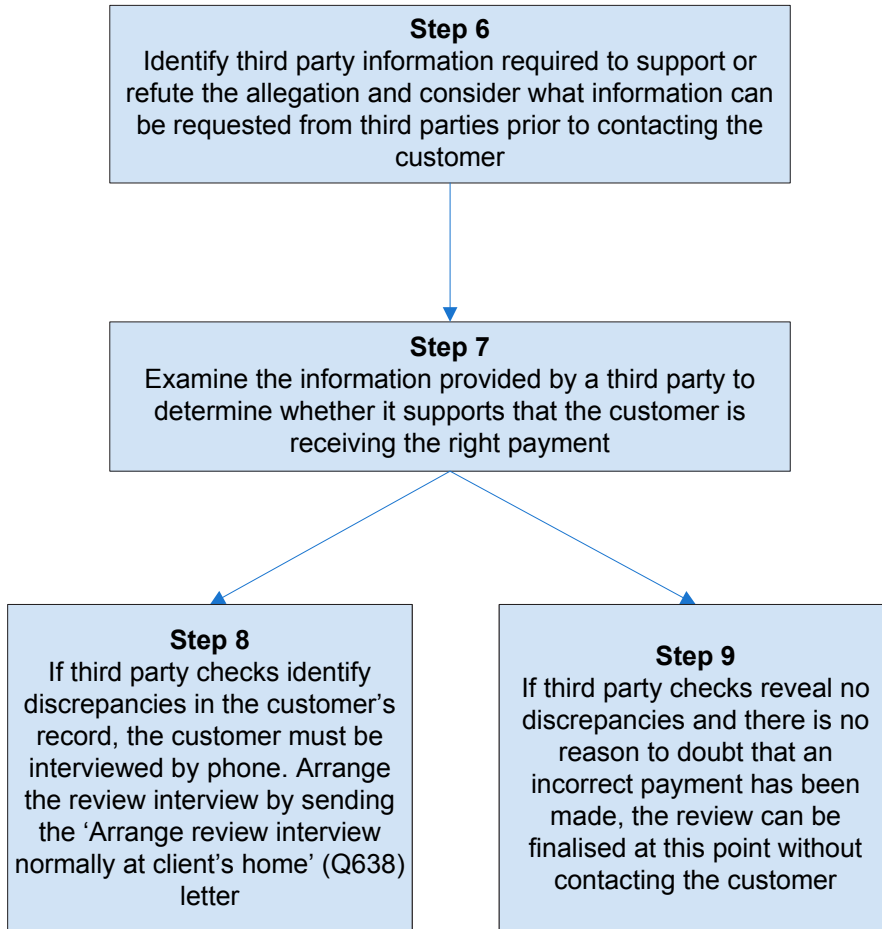 Step 6
Identify third party information required to support or
refute the allegation and consider what information can
be requested from third parties prior to contacting the
customer
Step 7
Examine the information provided by a third party to
determine whether it supports that the customer is
receiving the right payment
Step 8
If third party checks identify
discrepancies in the customer’s
record, the customer must be
interviewed by phone. Arrange
the review interview by sending
the ‘Arrange review interview
normally at client’s home’ (Q638)
letter
Step 9
If third party checks reveal no
discrepancies and there is no
reason to doubt that an
incorrect payment has been
made, the review can be
finalised at this point without
contacting the customer